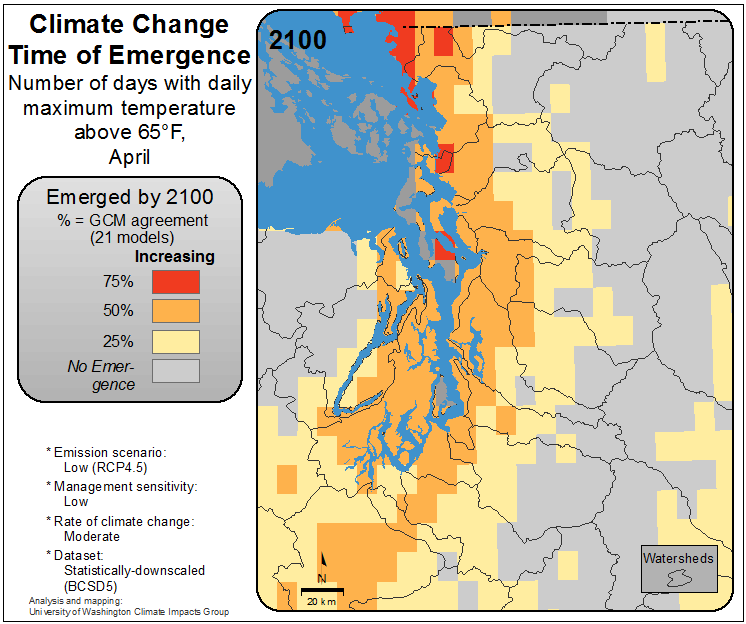 Climate Change
Time of Emergence
Number of days with daily
maximum temperature
above 65°F,
April
Emerged by 2100
% = GCM agreement
(21 models)
Increasing
75%
50%
25%
No Emer-
gence
* Emission scenario:
Low (RCP4.5)
* Management sensitivity:
Low
* Rate of climate change:
Moderate
* Dataset:
Statistically-downscaled
(BCSD5)
Analysis and mapping:
University of Washington Climate Impacts Group
2100
N
20 km
Watersheds